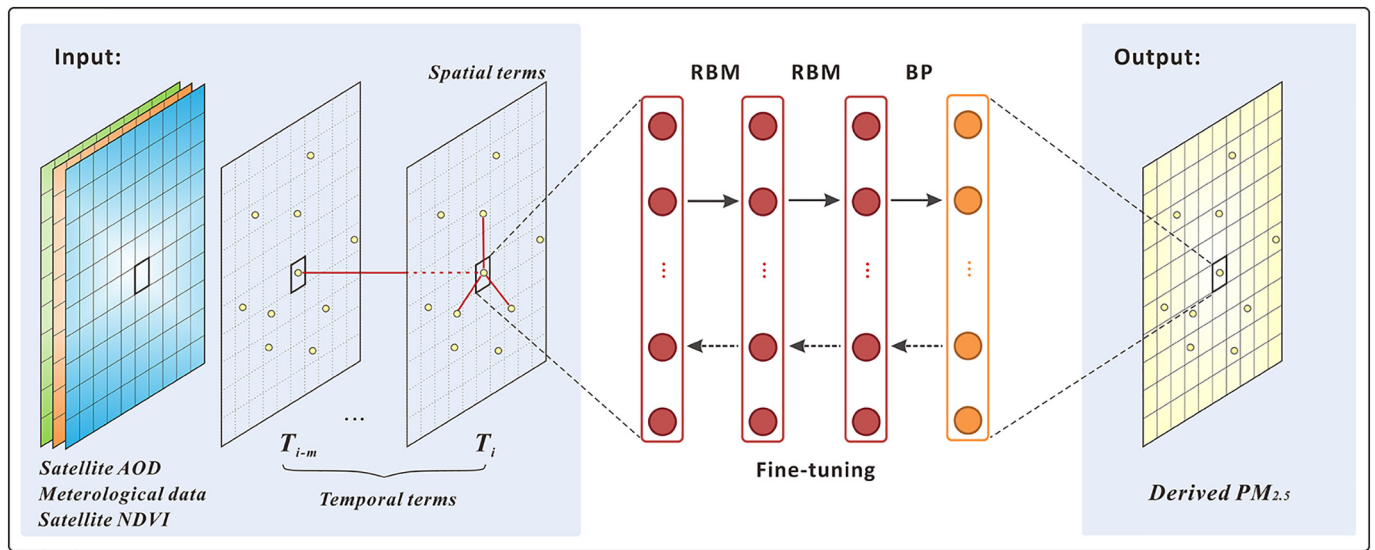 Input:
Spatial terms
RBM
RBM
BP
Output:
...
T i-m
T i
Temporal terms
Satellite AOD
Meterological data
Satellite NDVI
Fine-tuning
Derived PM2.5